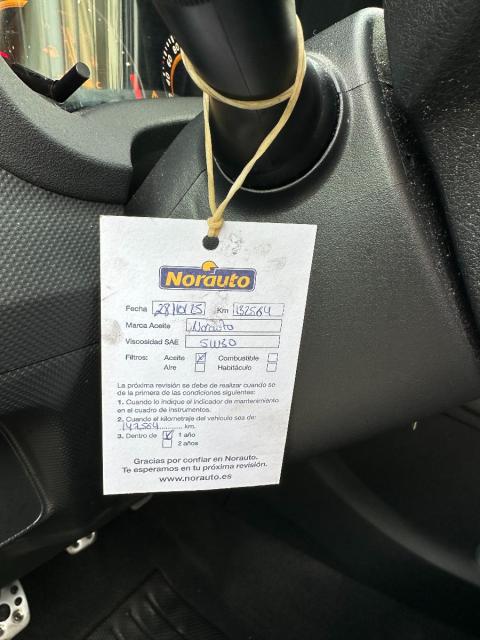 Norauto
Fecha 28/10/25 Km 132564
Marca Aceite Norauto
Viscosidad SAE 5W30
Filtros: Aceite Combustible
Aire Habitáculo
La próxima revisión se debe de realizar cuando se
de la primera de las condiciones siguientes:
1. Cuando lo indique el indicador de mantenimiento
en el cuadro de instrumentos.
2. Cuando el kilometraje del vehículo sea de:
142.564 km.
3. Dentro de 1 año
2 años
Gracias por confiar en Norauto.
Te esperamos en tu próxima revisión.
www.norauto.es